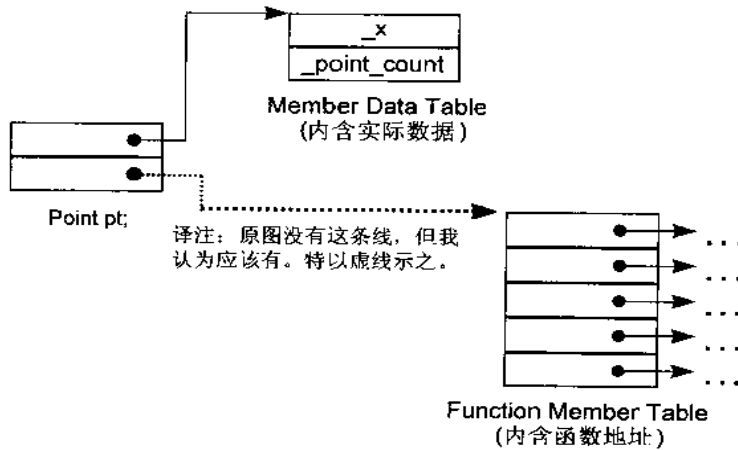 _x
_point_count
Member Data Table
(内含实际数据)
Point pt;
译注：原图没有这条线，但我
认为应该有。特以虚线示之。
Function Member Table
(内含函数地址)